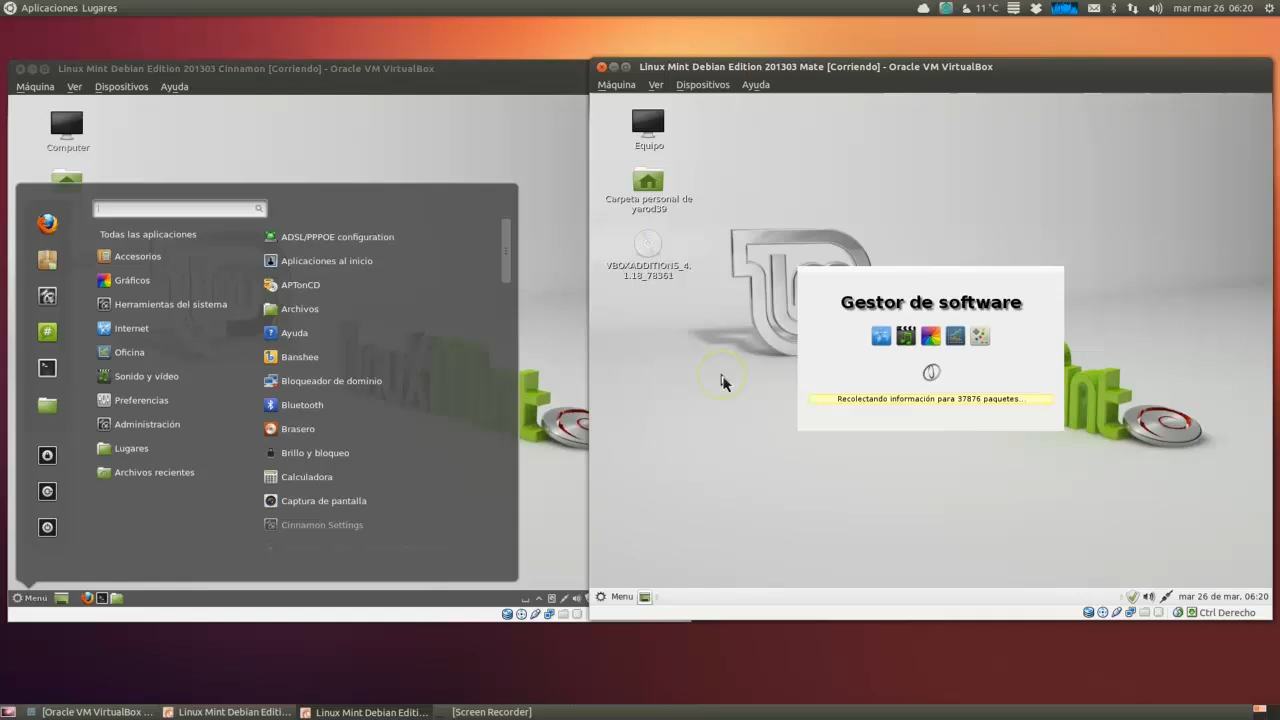 Aplicaciones Lugares
11 °C
mar mar 26 06:20
Linux Mint Debian Edition 201303 Cinnamon [Corriendo] - Oracle VM VirtualBox
Máquina Ver Dispositivos Ayuda
Computer
Todas las aplicaciones
Accesorios
Gráficos
Herramientas del sistema
Internet
Oficina
Sonido y vídeo
Preferencias
Administración
Lugares
Archivos recientes
ADSL/PPPOE configuration
Aplicaciones al inicio
APTonCD
Archivos
Ayuda
Banshee
Bloqueador de dominio
Bluetooth
Brasero
Brillo y bloqueo
Calculadora
Captura de pantalla
Cinnamon Settings
Menú
Linux Mint Debian Edition 201303 Mate [Corriendo] - Oracle VM VirtualBox
Máquina Ver Dispositivos Ayuda
Equipo
Carpeta personal de
yarod39
VBOXADDITIONS_4.
1.18_78361
Gestor de software
Recolectando información para 37876 paquetes...
Menu
mar 26 de mar, 06:20
Ctrl Derecho
[Oracle VM VirtualBox ...
Linux Mint Debian Editi...
Linux Mint Debian Editi...
[Screen Recorder]